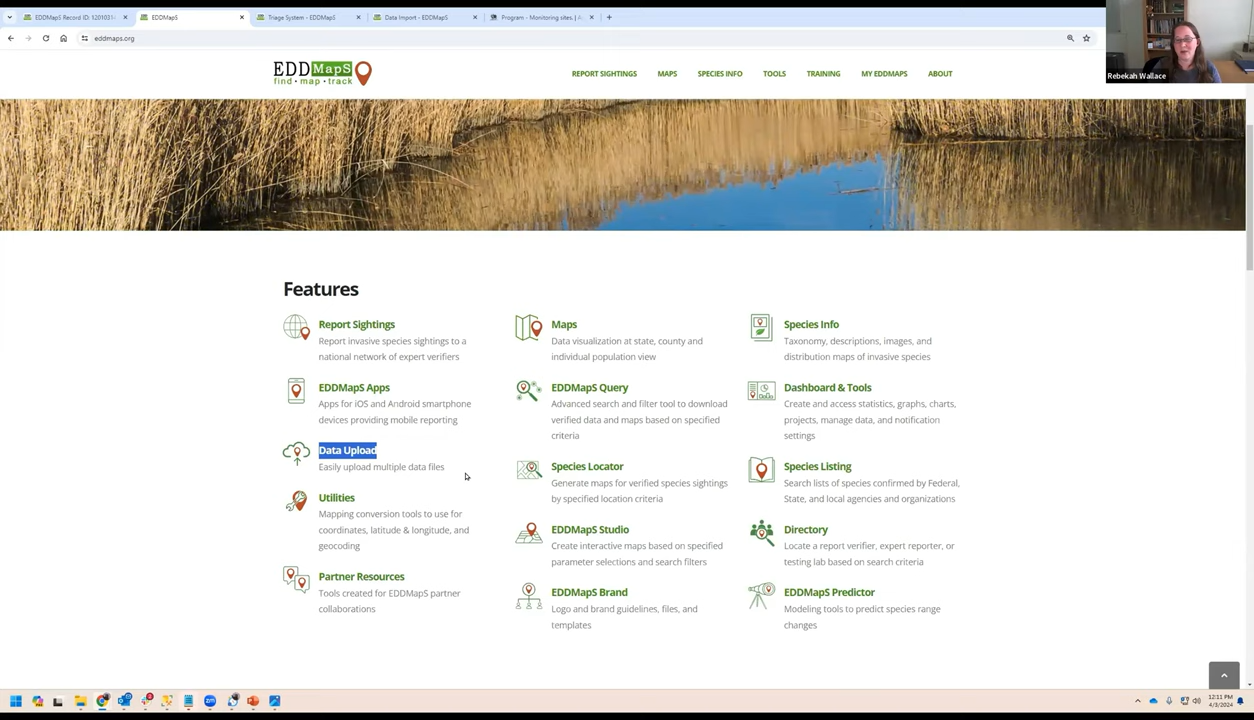 EDDMapS Record ID: 1201031
EDDMapS
Triage System - EDDMapS
Data Import - EDDMapS
Program - Monitoring sites. | A
eddmaps.org
Rebekah Wallace
EDDMapS
find • map • track
REPORT SIGHTINGS
MAPS
SPECIES INFO
TOOLS
TRAINING
MY EDDMAPS
ABOUT
Features
Report Sightings
Report invasive species sightings to a
national network of expert verifiers
EDDMapS Apps
Apps for iOS and Android smartphone
devices providing mobile reporting
Data Upload
Easily upload multiple data files
Utilities
Mapping conversion tools to use for
coordinates, latitude & longitude, and
geocoding
Partner Resources
Tools created for EDDMapS partner
collaborations
Maps
Data visualization at state, county and
individual population view
EDDMapS Query
Advanced search and filter tool to download
verified data and maps based on specified
criteria
Species Locator
Generate maps for verified species sightings
by specified location criteria
EDDMapS Studio
Create interactive maps based on specified
parameter selections and search filters
EDDMapS Brand
Logo and brand guidelines, files, and
templates
Species Info
Taxonomy, descriptions, images, and
distribution maps of invasive species
Dashboard & Tools
Create and access statistics, graphs, charts,
projects, manage data, and notification
settings
Species Listing
Search lists of species confirmed by Federal,
State, and local agencies and organizations
Directory
Locate a report verifier, expert reporter, or
testing lab based on search criteria
EDDMapS Predictor
Modeling tools to predict species range
changes
12:11 PM
4/3/2024